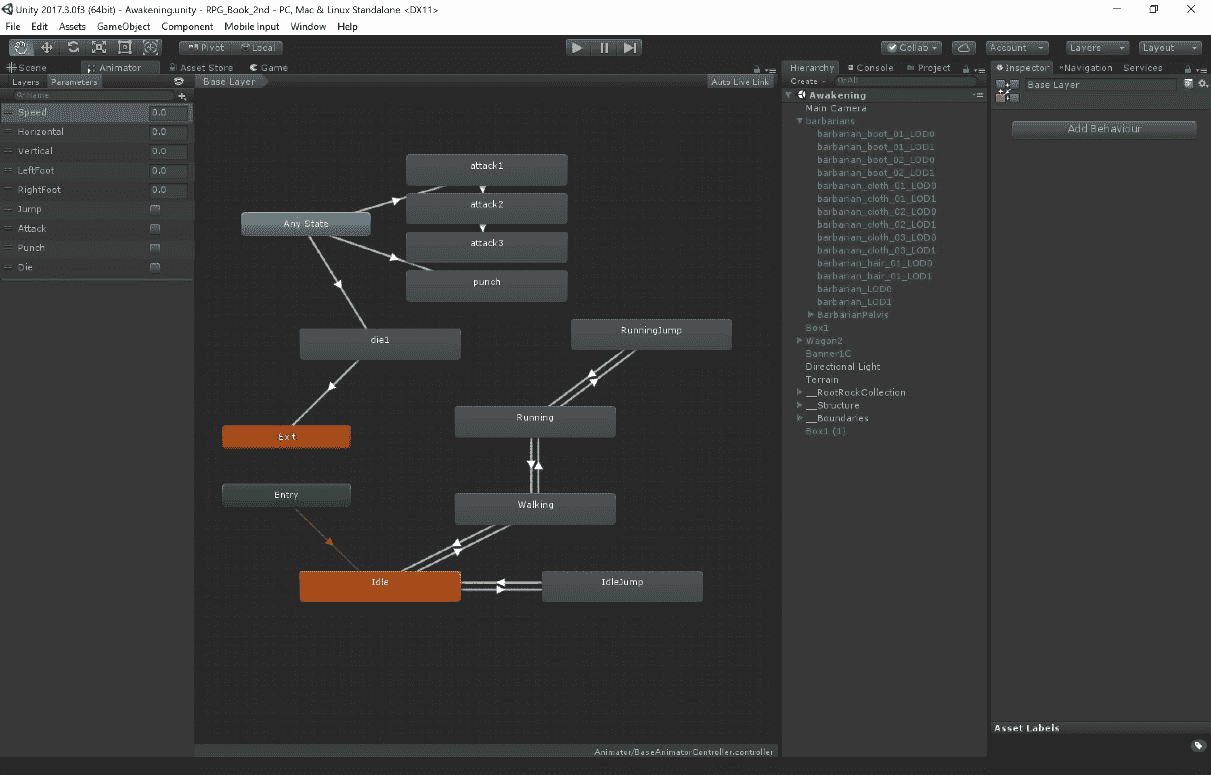 Unity 2017.3.0f3 (64bit) - Awakening.unity - RPG_Book_2nd - PC, Mac & Linux Standalone <DX11>
File Edit Assets GameObject Component Mobile Input Window Help
Pivot Local
Collab
Account
Layers
Layout
Scene
Animator
Asset Store
Game
Layers
Parameters
Name
Speed 0.0
Horizontal 0.0
Vertical 0.0
LeftFoot 0.0
RightFoot 0.0
Jump
Attack
Punch
Die
Base Layer
Auto Live Link
attack1
attack2
Any State
attack3
punch
RunningJump
die1
Running
Exit
Entry
Walking
Idle
IdleJump
Animator/BaseAnimatorController.controller
Hierarchy
Console
Project
Create
All
Awakening
Main Camera
barbarians
barbarian_boot_01_LOD0
barbarian_boot_01_LOD1
barbarian_boot_02_LOD0
barbarian_boot_02_LOD1
barbarian_cloth_01_LOD0
barbarian_cloth_01_LOD1
barbarian_cloth_02_LOD0
barbarian_cloth_02_LOD1
barbarian_cloth_03_LOD0
barbarian_cloth_03_LOD1
barbarian_hair_01_LOD0
barbarian_hair_01_LOD1
barbarian_LOD0
barbarian_LOD1
BarbarianPelvis
Box1
Wagan2
Banner1C
Directional Light
Terrain
__RootRockCollection
__Structure
__Boundaries
Box1 (1)
Inspector
Navigation
Services
Base Layer
Add Behaviour
Asset Labels